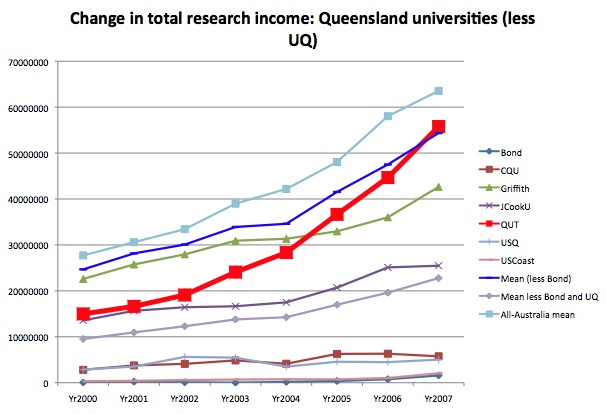 Change in total research income: Queensland universities (less
UQ)
70000000
60000000
50000000
40000000
30000000
20000000
10000000
0
Yr2000 Yr2001 Yr2002 Yr2003 Yr2004 Yr2005 Yr2006 Yr2007
Bond
CQU
Griffith
JCookU
QUT
USQ
USCoast
Mean (less Bond)
Mean less Bond and UQ
All-Australia mean